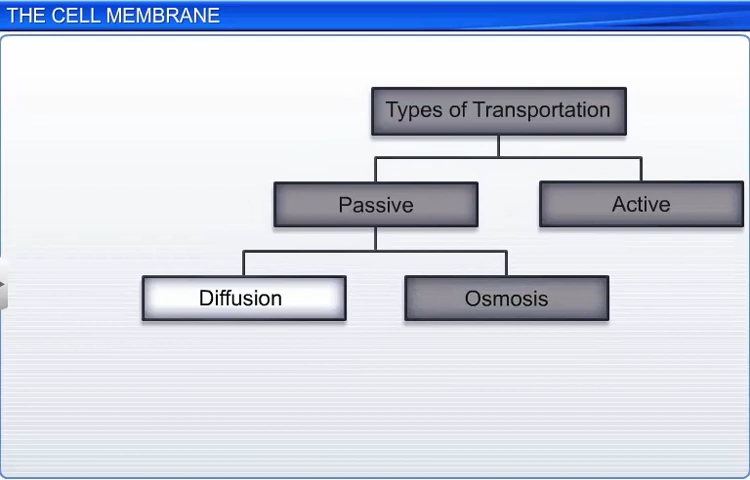 THE CELL MEMBRANE
Types of Transportation
Passive
Active
Diffusion
Osmosis